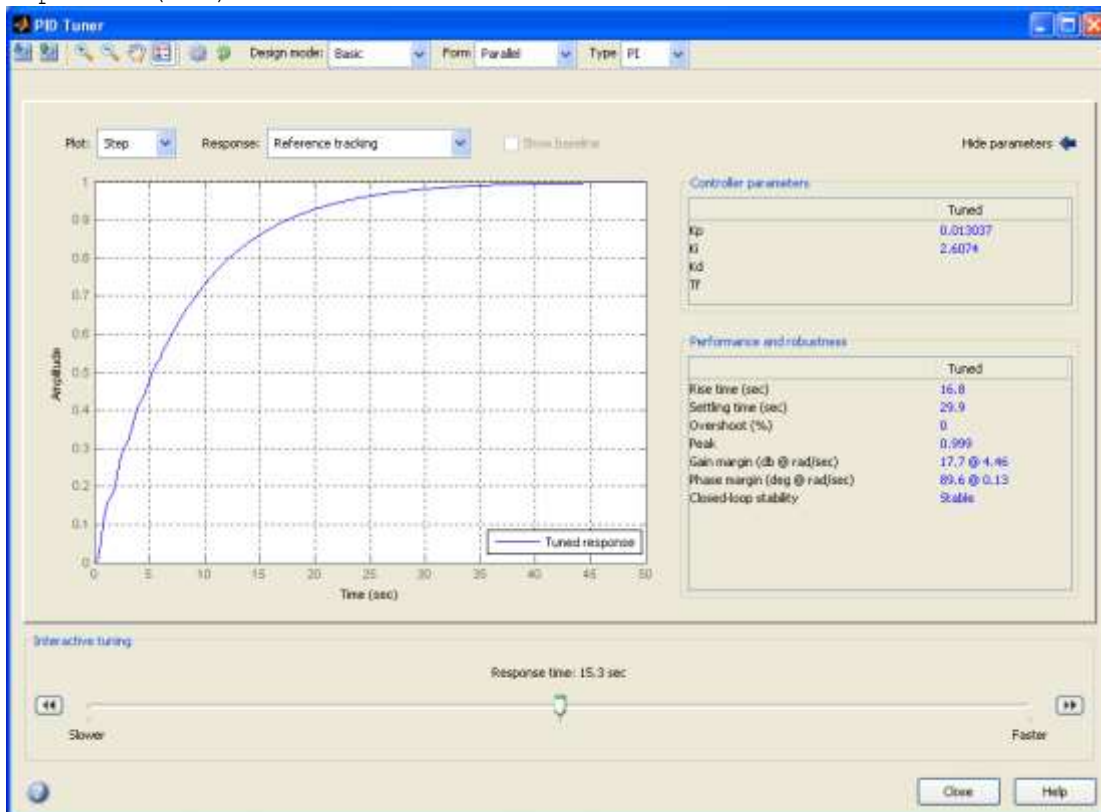 PID Tuner
Design mode: Basic Form Parallel Type PI
Plot: Step Response: Reference tracking Show baseline Hide parameters
Controller parameters
Tuned
Kp 0.013037
Ki 2.6074
Kd
Tf
Performance and robustness
Tuned
Rise time (sec) 16.8
Settling time (sec) 29.9
Overshoot (%) 0
Peak 0.999
Gain margin (db @ rad/sec) 17.7 @ 4.46
Phase margin (deg @ rad/sec) 89.6 @ 0.13
Closed-loop stability Stable
Amplitude
1
0.9
0.8
0.7
0.6
0.5
0.4
0.3
0.2
0.1
0
Tuned response
0 5 10 15 20 25 30 35 40 45 50
Time (sec)
Interactive tuning
Response time: 15.3 sec
Slower Faster
Close Help